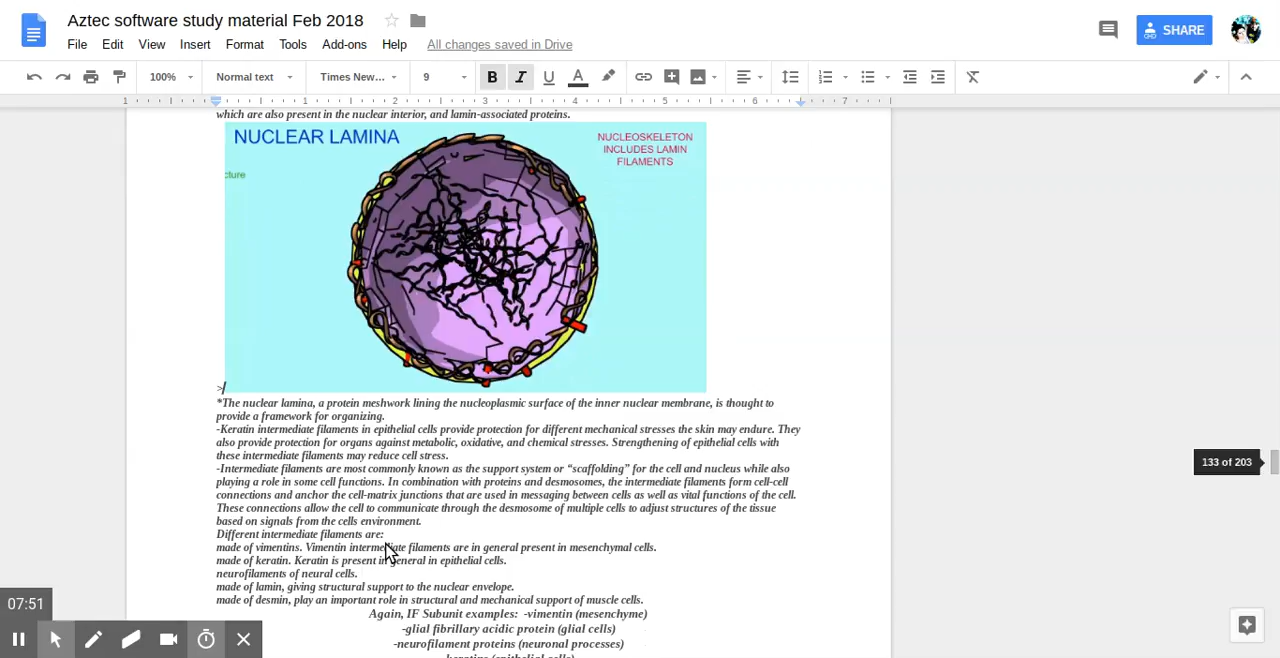 Aztec software study material Feb 2018
File Edit View Insert Format Tools Add-ons Help All changes saved in Drive
SHARE
100% Normal text Times New... 9 B I U A
1 1 2 3 4 5 6 7
which are also present in the nuclear interior, and lamin-associated proteins.
NUCLEAR LAMINA
NUCLEOSKELETON
INCLUDES LAMIN
FILAMENTS
cture
>
*The nuclear lamina, a protein meshwork lining the nucleoplasmic surface of the inner nuclear membrane, is thought to
provide a framework for organizing.
-Keratin intermediate filaments in epithelial cells provide protection for different mechanical stresses the skin may endure. They
also provide protection for organs against metabolic, oxidative, and chemical stresses. Strengthening of epithelial cells with
these intermediate filaments may reduce cell stress.
-Intermediate filaments are most commonly known as the support system or “scaffolding” for the cell and nucleus while also
playing a role in some cell functions. In combination with proteins and desmosomes, the intermediate filaments form cell-cell
connections and anchor the cell-matrix junctions that are used in messaging between cells as well as vital functions of the cell.
These connections allow the cell to communicate through the desmosome of multiple cells to adjust structures of the tissue
based on signals from the cells environment.
133 of 203
Different intermediate filaments are:
made of vimentins. Vimentin intermediate filaments are in general present in mesenchymal cells.
made of keratin. Keratin is present in general in epithelial cells.
neurofilaments of neural cells.
made of lamin, giving structural support to the nuclear envelope.
made of desmin, play an important role in structural and mechanical support of muscle cells.
Again, IF Subunit examples: -vimentin (mesenchyme)
-glial fibrillary acidic protein (glial cells)
-neurofilament proteins (neuronal processes)
keratins (epithelial cells)
07:51